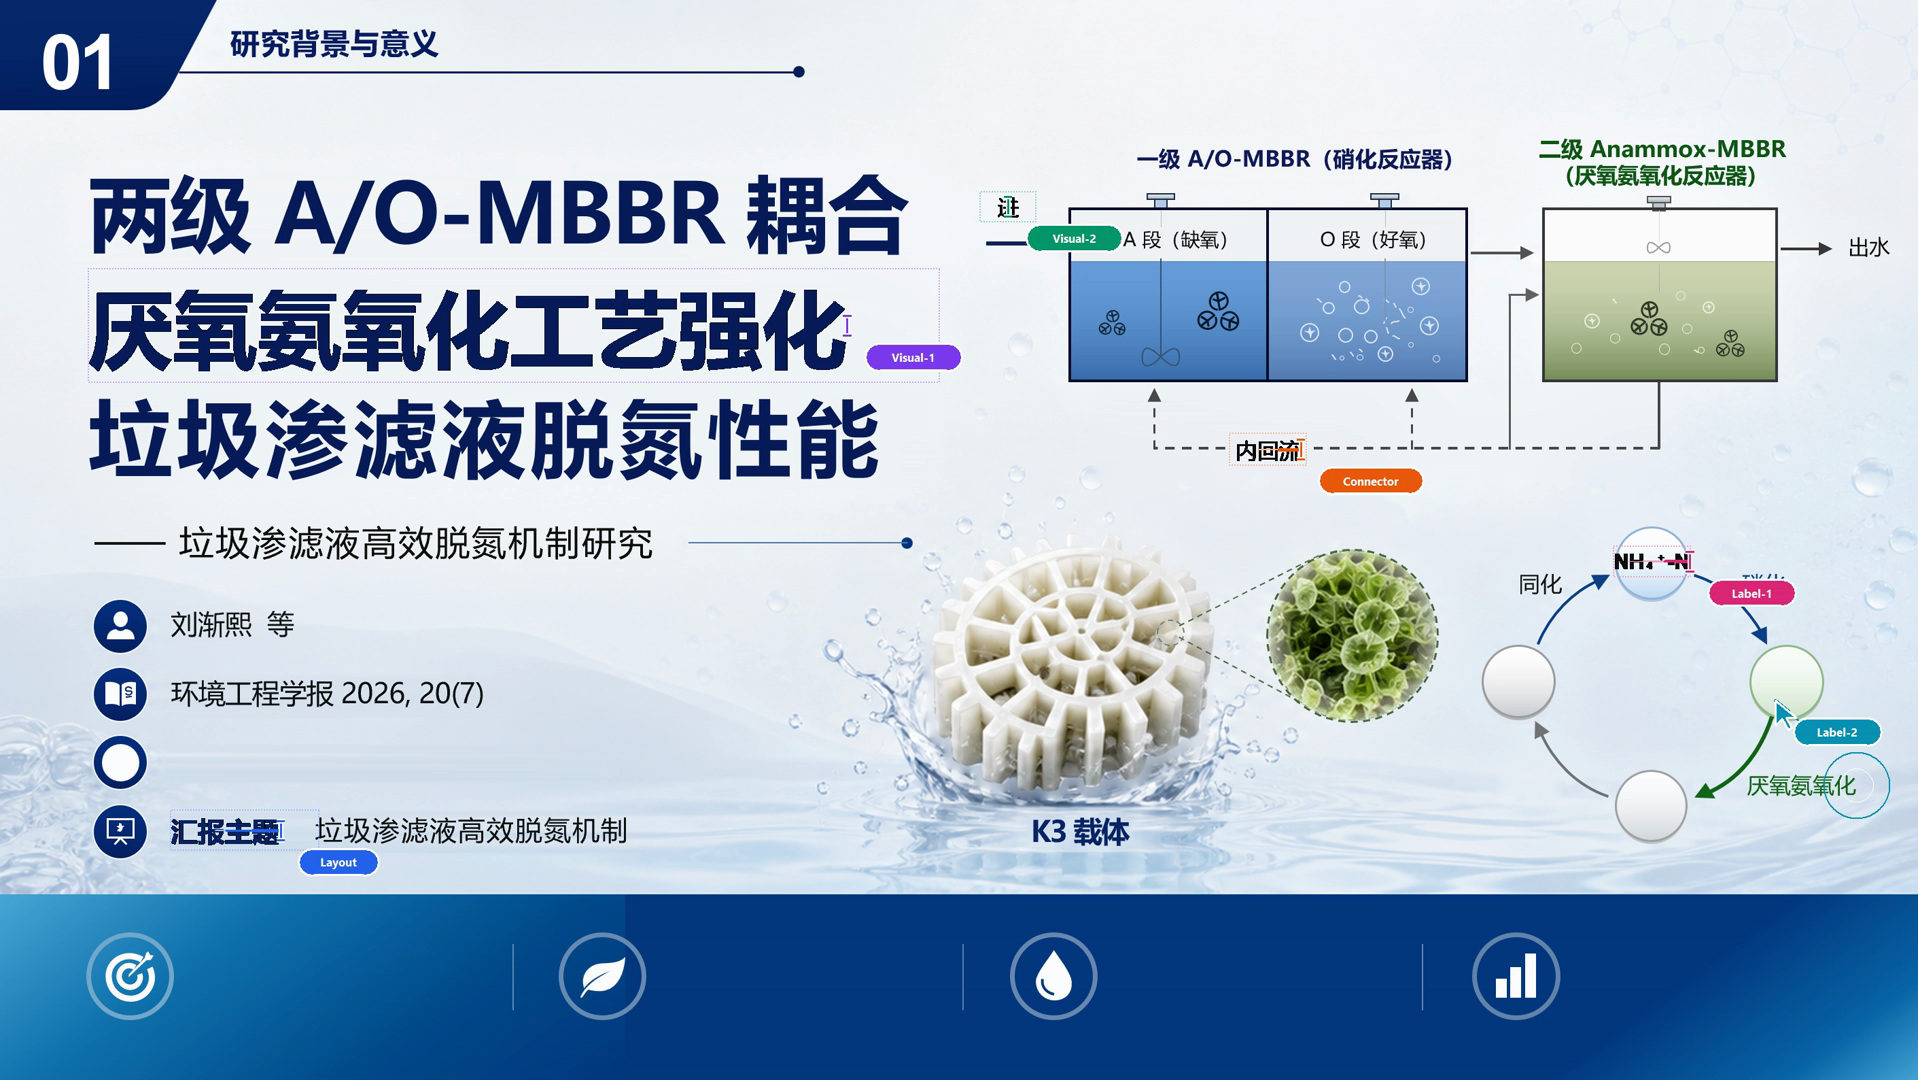 01
研究背景与意义
两级 A/O-MBBR 耦合
厌氧氨氧化工艺强化
垃圾渗滤液脱氮性能
Visual-1
垃圾渗滤液高效脱氮机制研究
刘渐熙 等
环境工程学报 2026, 20(7)
汇报主题 垃圾渗滤液高效脱氮机制
Layout
一级 A/O-MBBR（硝化反应器）
二级 Anammox-MBBR
（厌氧氨氧化反应器）
进
Visual-2
A 段（缺氧）
O 段（好氧）
出水
内回流
Connector
NH₄⁺-N
同化
Label-1
Label-2
厌氧氨氧化
K3 载体